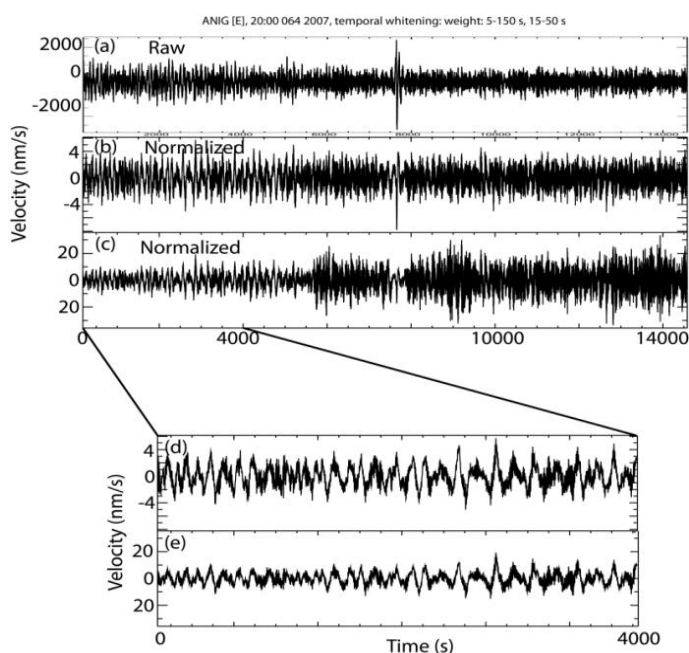 ANIG [E], 20:00 064 2007, temporal whitening: weight: 5-150 s, 15-50 s
(a) Raw
2000
0
-2000
2000 4000 6000 8000 10000 12000 14000
(b) Normalized
4
0
-4
(c) Normalized
20
0
20
Velocity (nm/s)
0 4000 10000 14000
(d)
4
0
-4
(e)
20
0
20
Velocity (nm/s)
0 Time (s) 4000